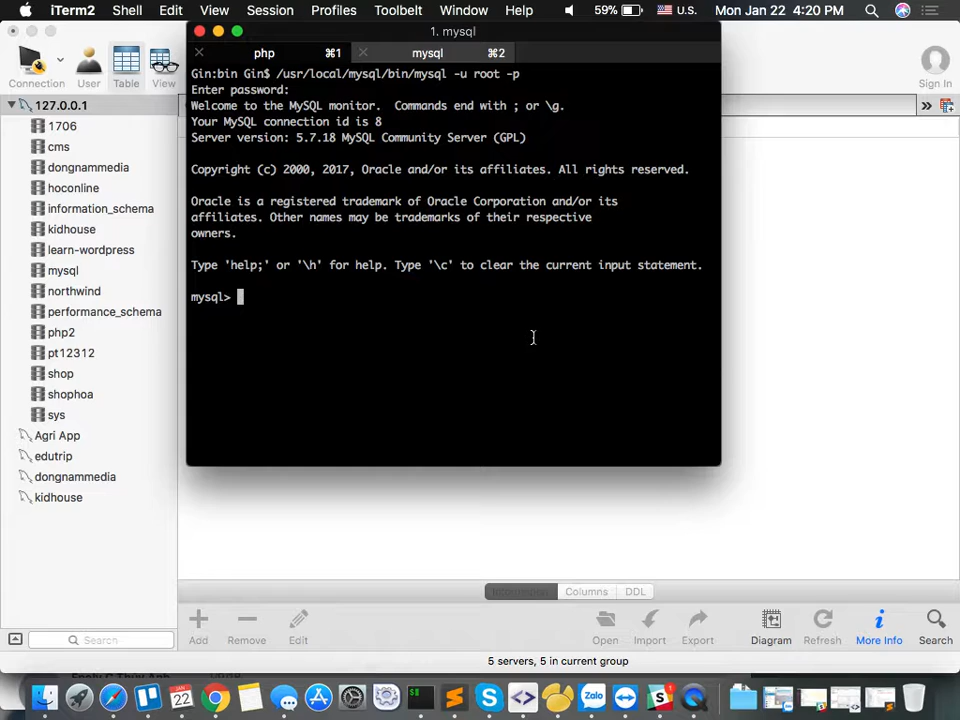 iTerm2 Shell Edit View Session Profiles Toolbelt Window Help 59% U.S. Mon Jan 22 4:20 PM
1. mysql
php ⌘1 mysql ⌘2
Gin:bin Gin$ /usr/local/mysql/bin/mysql -u root -p
Enter password:
Welcome to the MySQL monitor.  Commands end with ; or \g.
Your MySQL connection id is 8
Server version: 5.7.18 MySQL Community Server (GPL)
Copyright (c) 2000, 2017, Oracle and/or its affiliates. All rights reserved.
Oracle is a registered trademark of Oracle Corporation and/or its
affiliates. Other names may be trademarks of their respective
owners.
Type 'help;' or '\h' for help. Type '\c' to clear the current input statement.
mysql>
Connection User Table View Sign In
127.0.0.1
1706
cms
dongnammedia
hoconline
information_schema
kidhouse
learn-wordpress
mysql
northwind
performance_schema
php2
pt12312
shop
shophoa
sys
Agri App
edutrip
dongnammedia
kidhouse
Columns DDL
Search Add Remove Edit Open Import Export Diagram Refresh More Info Search
5 servers, 5 in current group
JAN
22
Zalo